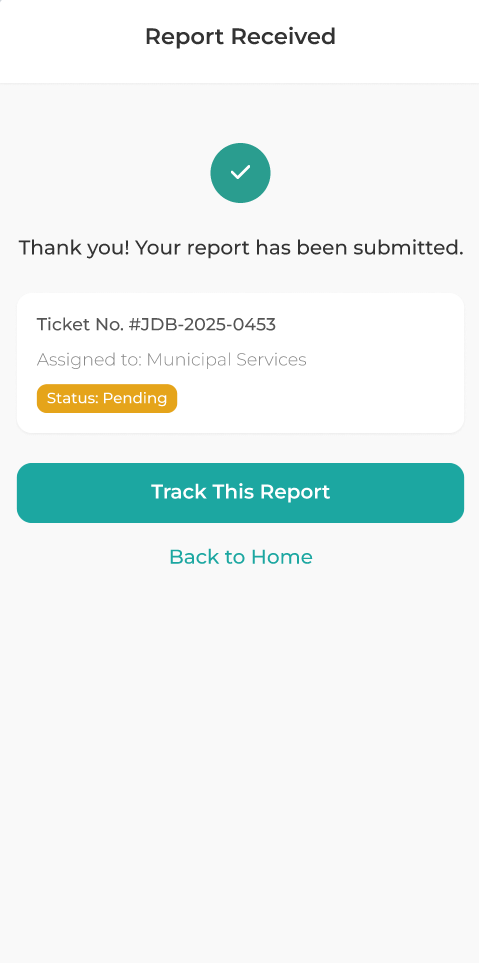 Report Received
Thank you! Your report has been submitted.
Ticket No. #JDB-2025-0453
Assigned to: Municipal Services
Status: Pending
Track This Report
Back to Home